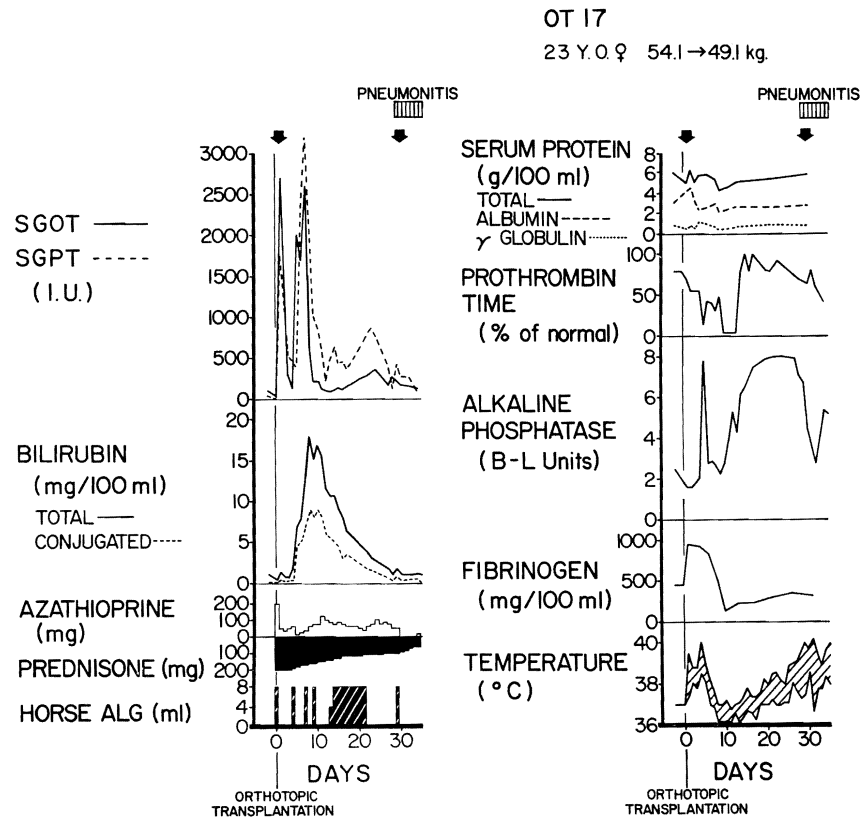 OT 17
23 Y.O. ♀ 54.1 → 49.1 kg.
PNEUMONITIS
SGOT
SGPT
(I.U.)
3000
2500
2000
1500
1000
500
0
BILIRUBIN
(mg/100 ml)
TOTAL
CONJUGATED
20
15
10
5
0
AZATHIOPRINE
(mg)
200
100
0
PREDNISONE (mg)
100
200
HORSE ALG (ml)
8
4
0
0 10 20 30
DAYS
ORTHOTOPIC
TRANSPLANTATION
PNEUMONITIS
SERUM PROTEIN
(g/100 ml)
TOTAL
ALBUMIN
γ GLOBULIN
8
6
4
2
0
PROTHROMBIN
TIME
(% of normal)
100
50
0
ALKALINE
PHOSPHATASE
(B-L Units)
8
6
4
2
0
FIBRINOGEN
(mg/100 ml)
1000
500
0
TEMPERATURE
(°C)
40
38
36
0 10 20 30
DAYS
ORTHOTOPIC
TRANSPLANTATION